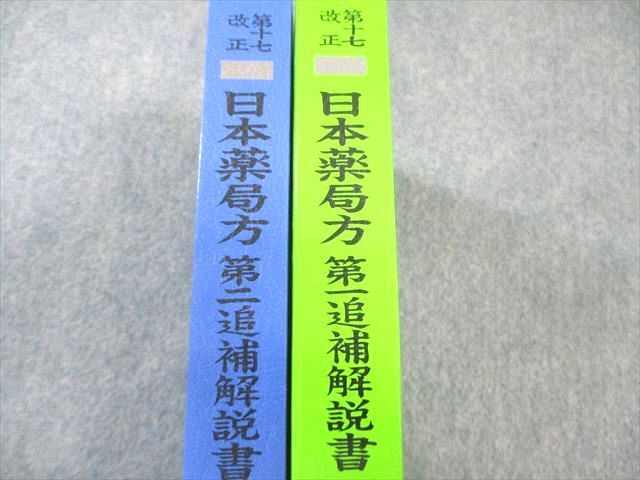 第十七
改正
日本薬局方
第一追補解説書
第十七
改正
日本薬局方
第二追補解説書